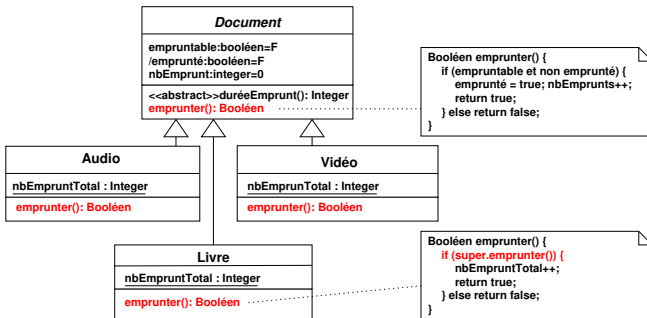 Document
empruntable:booléen=F
/emprunté:booléen=F
nbEmprunt:integer=0
<<abstract>>duréeEmprunt(): Integer
emprunter(): Booléen
Booléen emprunter() {
if (empruntable et non emprunté) {
emprunté = true; nbEmprunts++;
return true;
} else return false;
}
Audio
nbEmpruntTotal : Integer
emprunter(): Booléen
Vidéo
nbEmprunTotal : Integer
emprunter(): Booléen
Livre
nbEmpruntTotal : Integer
emprunter(): Booléen
Booléen emprunter() {
if (super.emprunter()) {
nbEmpruntTotal++;
return true;
} else return false;
}